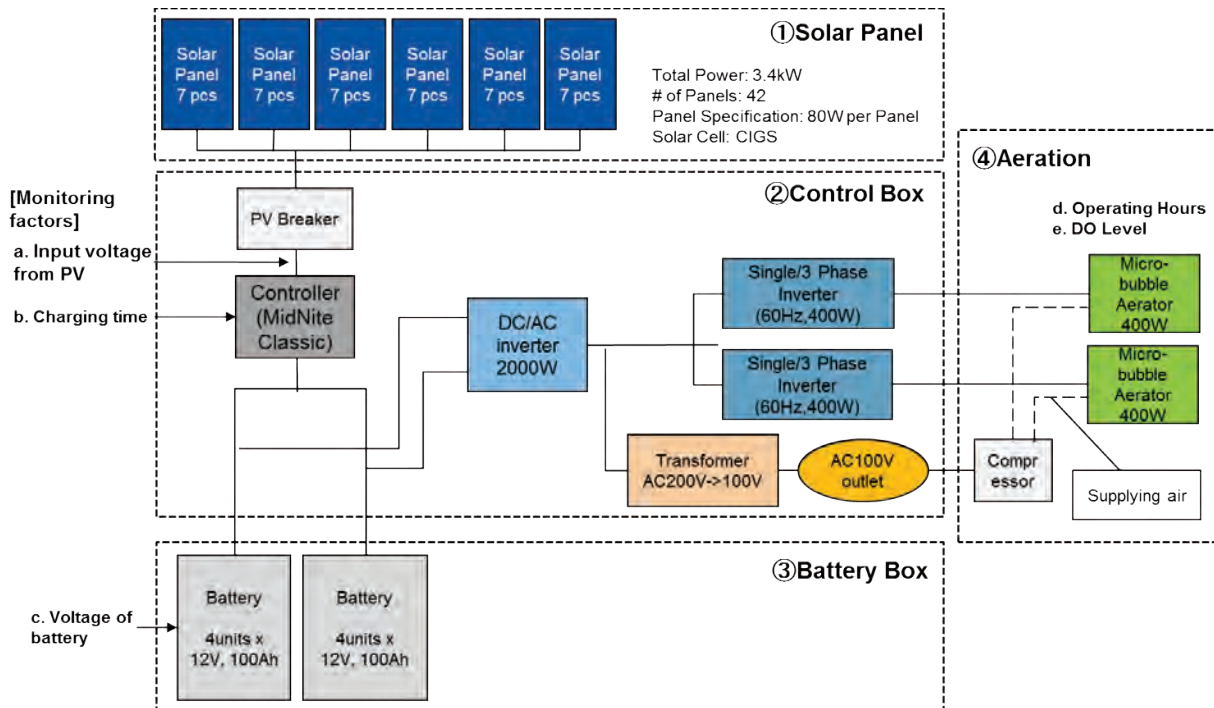 ①Solar Panel
Solar
Panel
7 pcs
Solar
Panel
7 pcs
Solar
Panel
7 pcs
Solar
Panel
7 pcs
Solar
Panel
7 pcs
Solar
Panel
7 pcs
Total Power: 3.4kW
# of Panels: 42
Panel Specification: 80W per Panel
Solar Cell: CIGS
②Control Box
[Monitoring
factors]
a. Input voltage
from PV
b. Charging time
PV Breaker
Controller
(MidNite
Classic)
DC/AC
inverter
2000W
Single/3 Phase
Inverter
(60Hz,400W)
Single/3 Phase
Inverter
(60Hz,400W)
Transformer
AC200V->100V
AC100V
outlet
④Aeration
d. Operating Hours
e. DO Level
Micro-
bubble
Aerator
400W
Micro-
bubble
Aerator
400W
Compr
essor
Supplying air
③Battery Box
c. Voltage of
battery
Battery
4units x
12V, 100Ah
Battery
4units x
12V, 100Ah